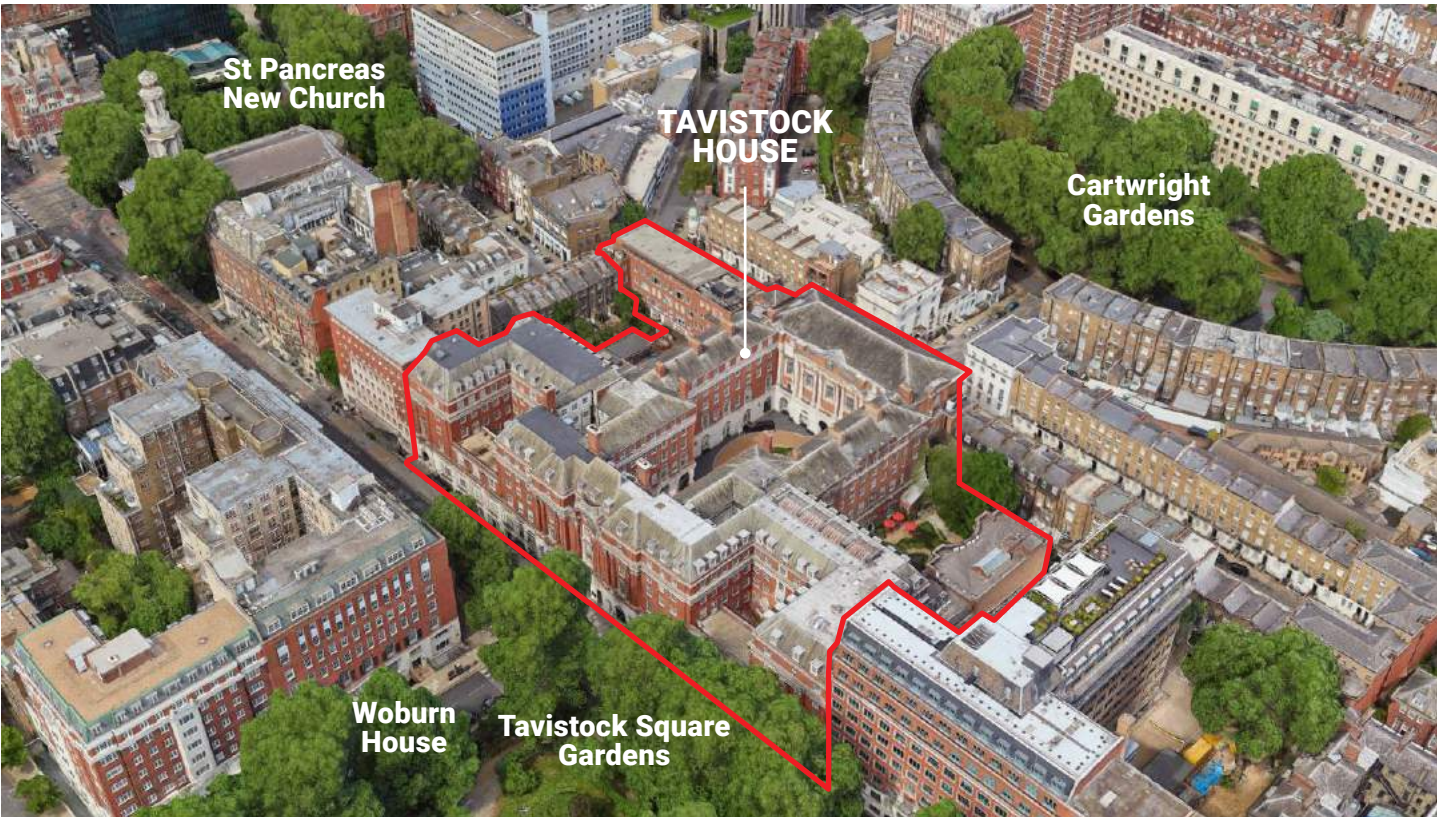 St Pancreas
New Church
TAVISTOCK
HOUSE
Cartwright
Gardens
Woburn
House
Tavistock Square
Gardens